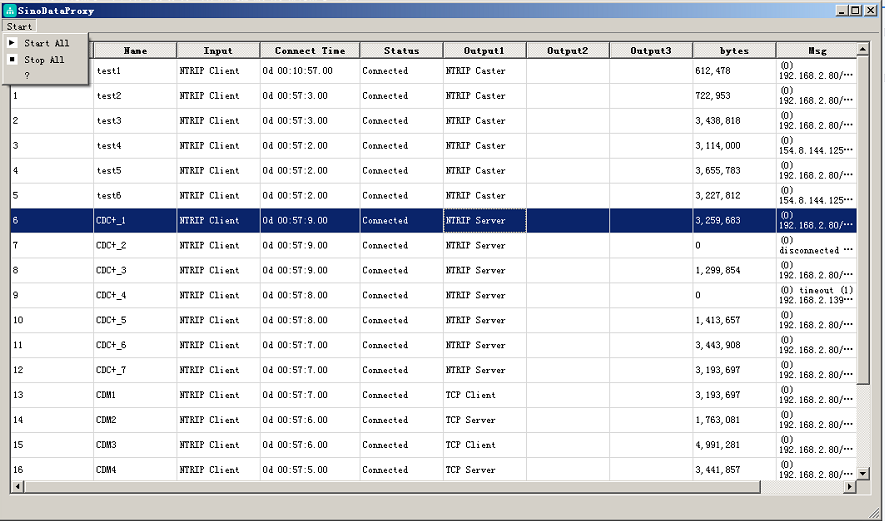 SinoDataProxy
Start
Start All
Stop All
?
Name Input Connect Time Status Output1 Output2 Output3 bytes Msg
test1 NTRIP Client 0d 00:10:57.00 Connected NTRIP Caster 612,478 (0) 192.168.2.80/···
1 test2 NTRIP Client 0d 00:57:3.00 Connected NTRIP Caster 722,953 (0) 192.168.2.80/···
2 test3 NTRIP Client 0d 00:57:3.00 Connected NTRIP Caster 3,438,818 (0) 192.168.2.80/···
3 test4 NTRIP Client 0d 00:57:2.00 Connected NTRIP Caster 3,114,000 (0) 154.8.144.125···
4 test5 NTRIP Client 0d 00:57:2.00 Connected NTRIP Caster 3,655,783 (0) 192.168.2.80/···
5 test6 NTRIP Client 0d 00:57:2.00 Connected NTRIP Caster 3,227,812 (0) 154.8.144.125···
6 CDC+_1 NTRIP Client 0d 00:57:9.00 Connected NTRIP Server 3,259,683 (0) 192.168.2.80/···
7 CDC+_2 NTRIP Client 0d 00:57:9.00 Connected NTRIP Server 0 (0) disconnected ···
8 CDC+_3 NTRIP Client 0d 00:57:9.00 Connected NTRIP Server 1,299,854 (0) 192.168.2.80/···
9 CDC+_4 NTRIP Client 0d 00:57:8.00 Connected NTRIP Server 0 (0) timeout (1) 192.168.2.139···
10 CDC+_5 NTRIP Client 0d 00:57:8.00 Connected NTRIP Server 1,413,657 (0) 192.168.2.80/···
11 CDC+_6 NTRIP Client 0d 00:57:7.00 Connected NTRIP Server 3,443,908 (0) 192.168.2.80/···
12 CDC+_7 NTRIP Client 0d 00:57:7.00 Connected NTRIP Server 3,193,697 (0) 192.168.2.80/···
13 CDM1 NTRIP Client 0d 00:57:7.00 Connected TCP Client 3,193,697 (0) 192.168.2.80/···
14 CDM2 NTRIP Client 0d 00:57:6.00 Connected TCP Server 1,763,081 (0) 192.168.2.80/···
15 CDM3 NTRIP Client 0d 00:57:6.00 Connected TCP Client 4,991,281 (0) 192.168.2.80/···
16 CDM4 NTRIP Client 0d 00:57:5.00 Connected TCP Server 3,441,857 (0) 192.168.2.80/···